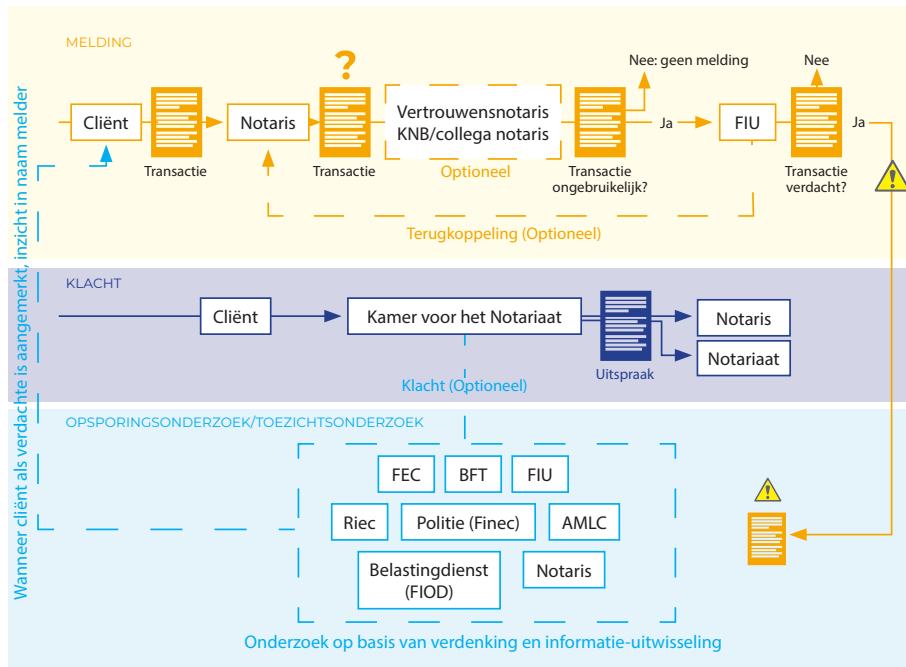 MELDING
?
Nee: geen melding
Nee
Cliënt
Notaris
Vertrouwensnotaris
KNB/collega notaris
Optioneel
Ja
FIU
Ja
Transactie
Transactie
Transactie
ongebruikelijk?
Transactie
verdacht?
Terugkoppeling (Optioneel)
Wanneer cliënt als verdachte is aangemerkt, inzicht in naam melder
KLACHT
Cliënt
Kamer voor het Notariaat
Notaris
Notariaat
Uitspraak
Klacht (Optioneel)
OPSPORINGSONDERZOEK/TOEZICHTSONDERZOEK
FEC
BFT
FIU
Riec
Politie (Finec)
AMLC
Belastingdienst
(FIOD)
Notaris
Onderzoek op basis van verdenking en informatie-uitwisseling